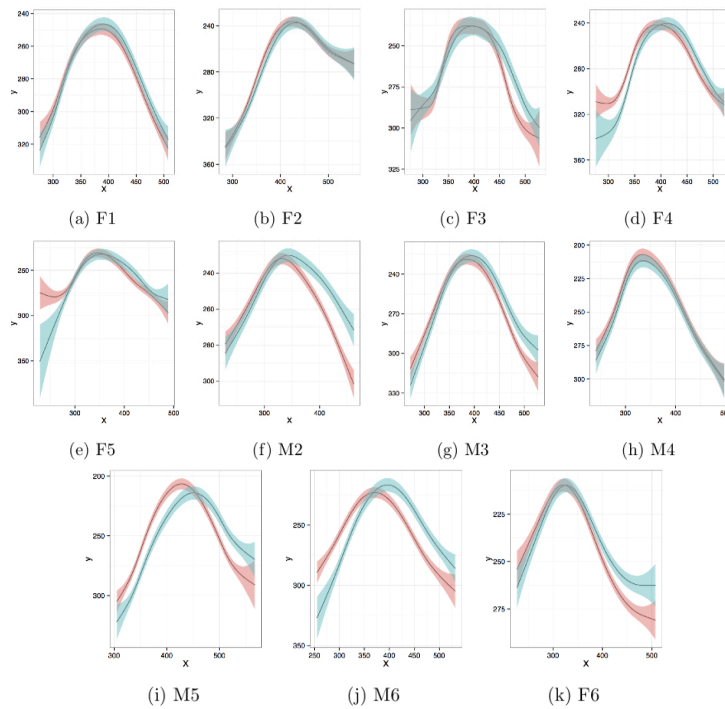 240
260
280
300
320
y
300 350 400 450 500
X
(a) F1
240
280
320
360
y
300 400 500
X
(b) F2
250
275
300
325
y
300 400 500
X
(c) F3
240
280
320
360
y
300 350 400 450 500
X
(d) F4
250
300
350
y
300 400 500
X
(e) F5
240
260
280
300
y
300 400
X
(f) M2
240
270
300
330
y
300 400 500
X
(g) M3
200
225
250
275
300
y
300 400 500
X
(h) M4
200
250
300
y
300 350 400 450 500 550
X
(i) M5
200
250
300
350
y
250 300 350 400 450 500
X
(j) M6
225
250
275
y
300 400 500
X
(k) F6